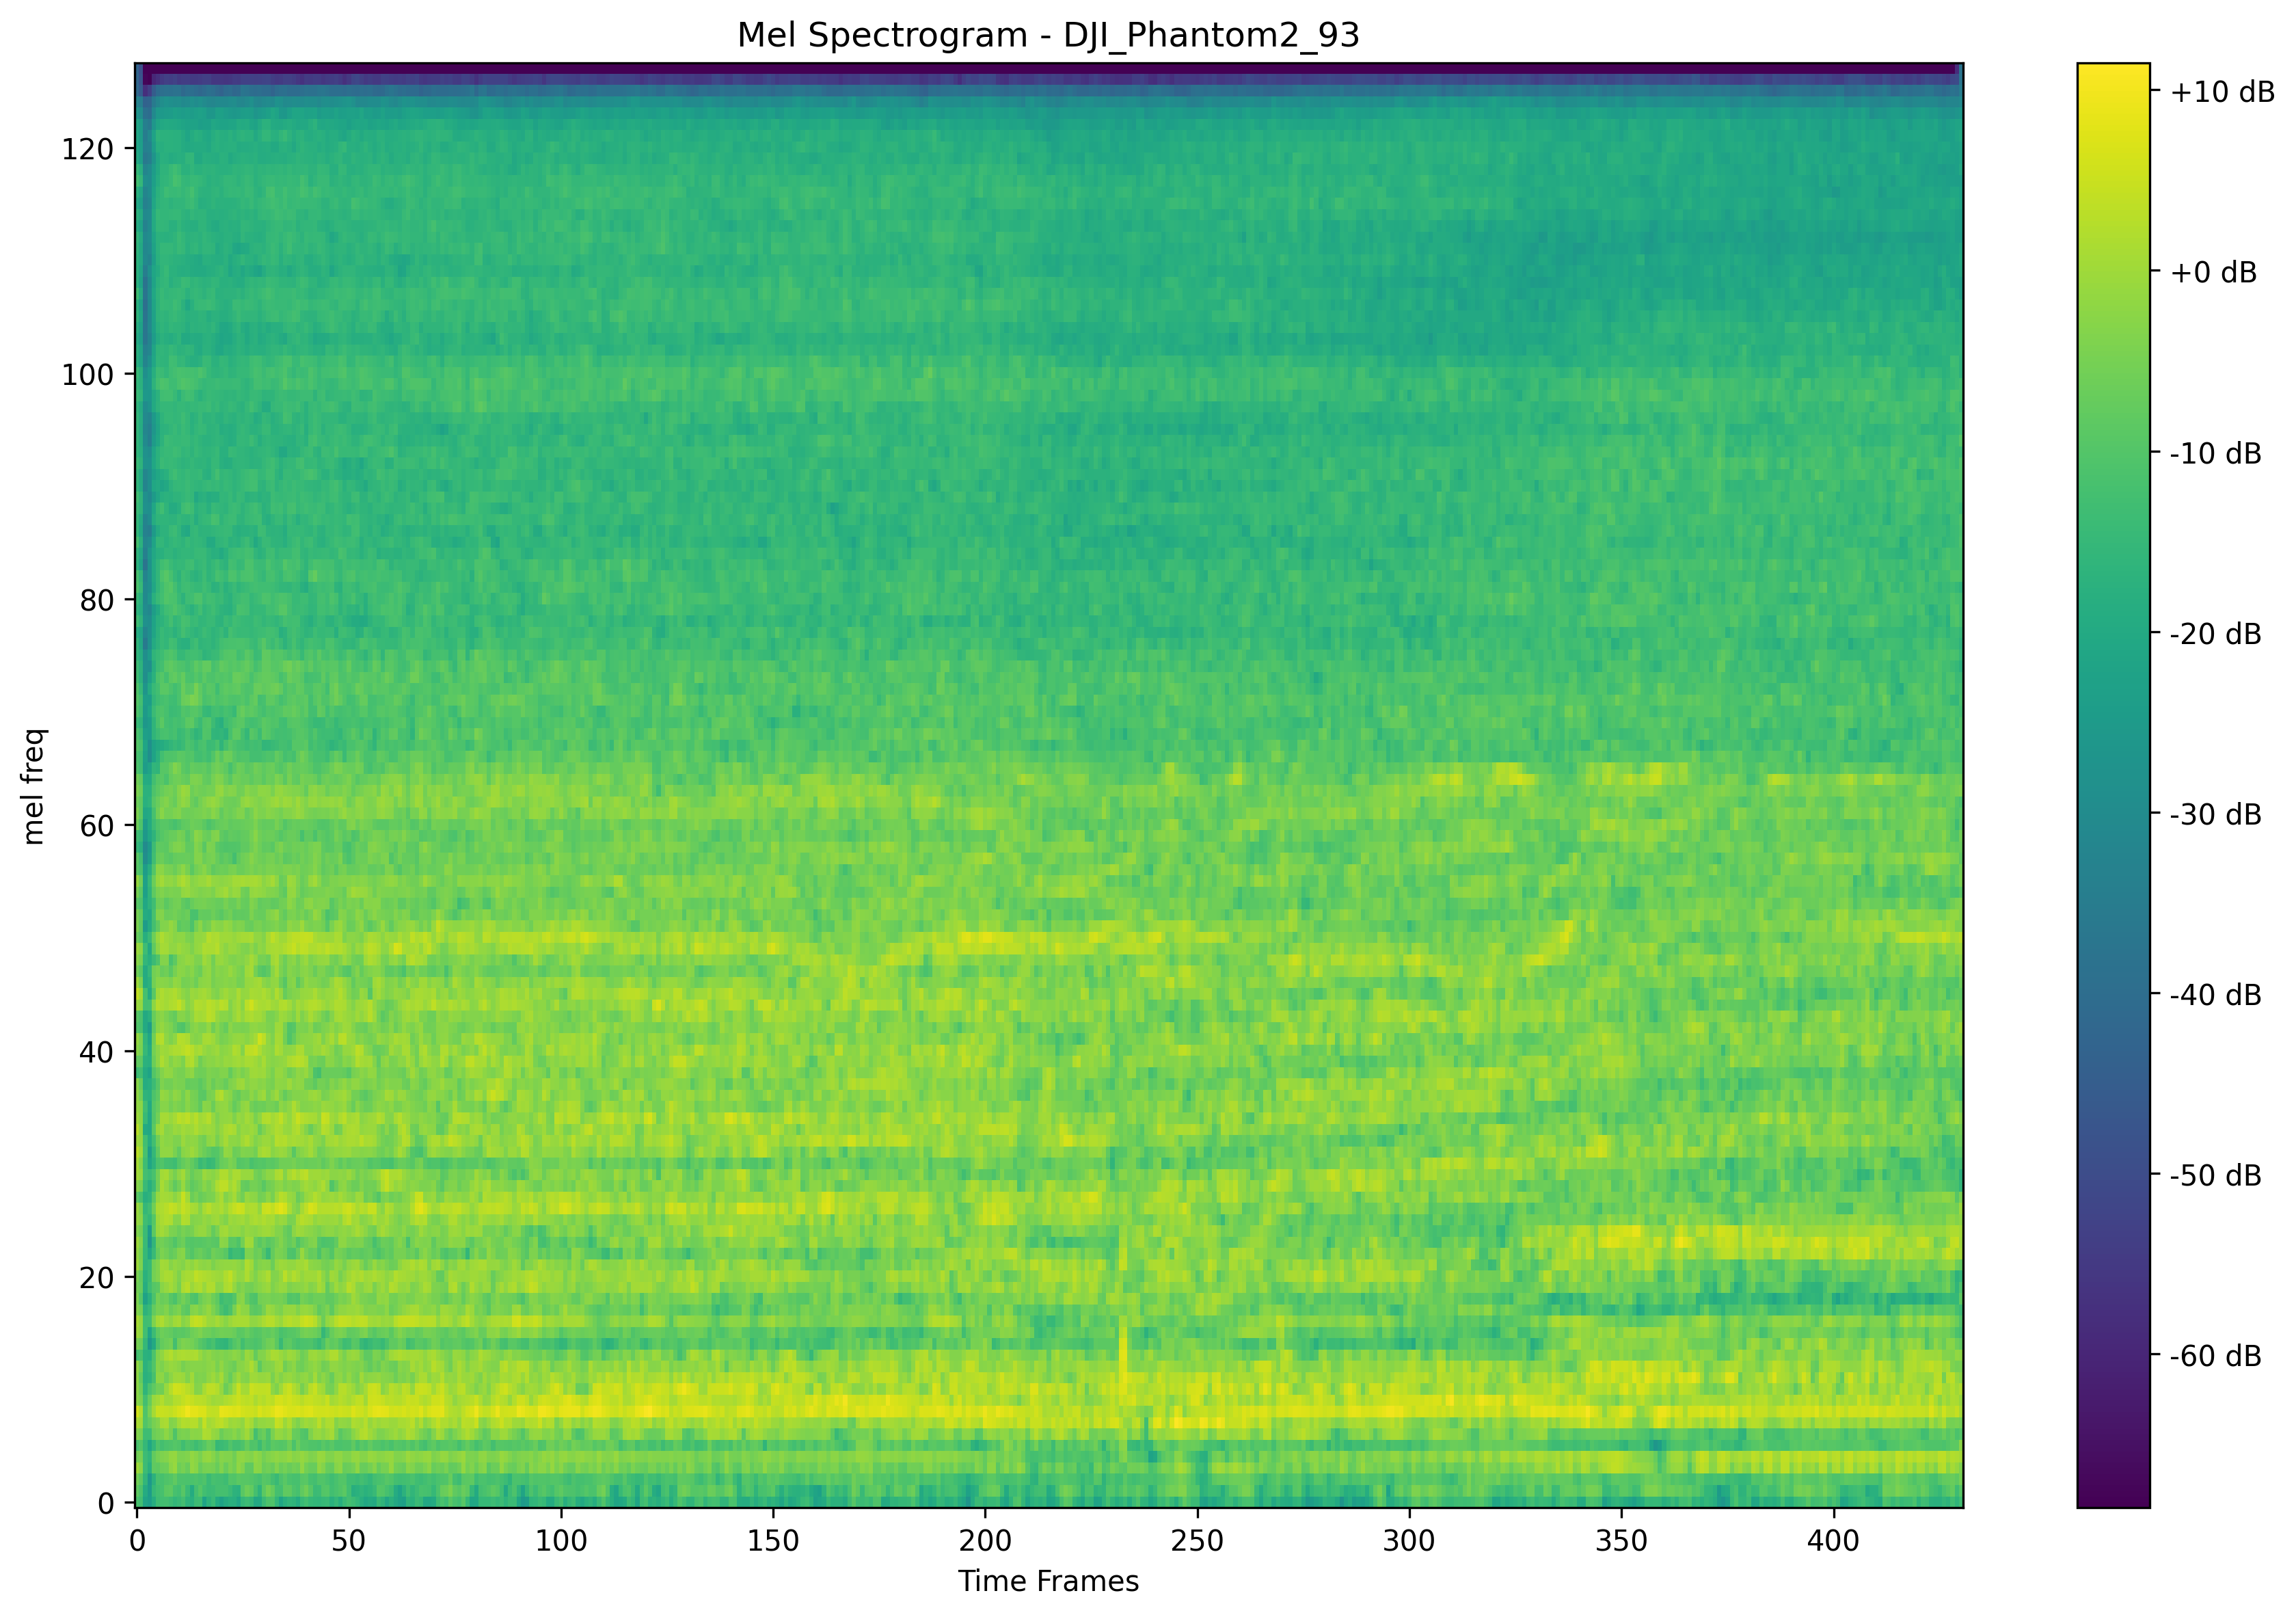 Mel Spectrogram - DJI_Phantom2_93
mel freq
120
100
80
60
40
20
0
0 50 100 150 200 250 300 350 400
Time Frames
+10 dB
+0 dB
-10 dB
-20 dB
-30 dB
-40 dB
-50 dB
-60 dB